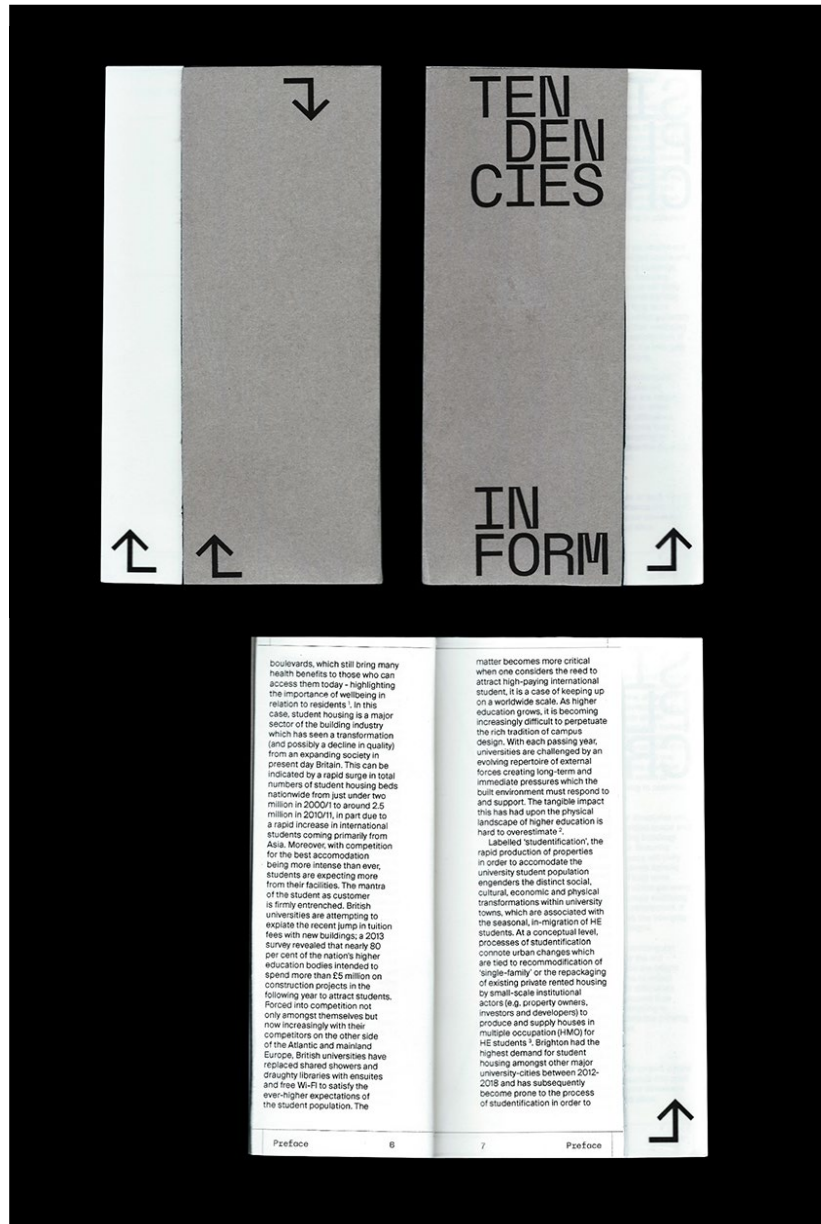 TEN
DEN
CIES
IN
FORM
boulevards, which still bring many
health benefits to those who can
access them today - highlighting
the importance of wellbeing in
relation to residents ¹. In this
case, student housing is a major
sector of the building industry
which has seen a transformation
(and possibly a decline in quality)
from an expanding society in
present day Britain. This can be
indicated by a rapid surge in total
numbers of student housing beds
nationwide from just under two
million in 2000/1 to around 2.5
million in 2010/11, in part due to
a rapid increase in international
students coming primarily from
Asia. Moreover, with competition
for the best accomodation
being more intense than ever,
students are expecting more
from their facilities. The mantra
of the student as customer
is firmly entrenched. British
universities are attempting to
expiate the recent jump in tuition
fees with new buildings; a 2013
survey revealed that nearly 80
per cent of the nation's higher
education bodies intended to
spend more than £5 million on
construction projects in the
following year to attract students.
Forced into competition not
only amongst themselves but
now increasingly with their
competitors on the other side
of the Atlantic and mainland
Europe, British universities have
replaced shared showers and
draughty libraries with ensuites
and free Wi-Fi to satisfy the
ever-higher expectations of
the student population. The
Preface 6
matter becomes more critical
when one considers the reed to
attract high-paying international
student, it is a case of keeping up
on a worldwide scale. As higher
education grows, it is becoming
increasingly difficult to perpetuate
the rich tradition of campus
design. With each passing year,
universities are challenged by an
evolving repertoire of external
forces creating long-term and
immediate pressures which the
built environment must respond to
and support. The tangible impact
this has had upon the physical
landscape of higher education is
hard to overestimate ².
Labelled 'studentification', the
rapid production of properties
in order to accomodate the
university student population
engenders the distinct social,
cultural, economic and physical
transformations within university
towns, which are associated with
the seasonal, in-migration of HE
students. At a conceptual level,
processes of studentification
connote urban changes which
are tied to recommodification of
'single-family' or the repackaging
of existing private rented housing
by small-scale institutional
actors (e.g. property owners,
investors and developers) to
produce and supply houses in
multiple occupation (HMO) for
HE students ³. Brighton had the
highest demand for student
housing amongst other major
university-cities between 2012-
2018 and has subsequently
become prone to the process
of studentification in order to
7 Preface